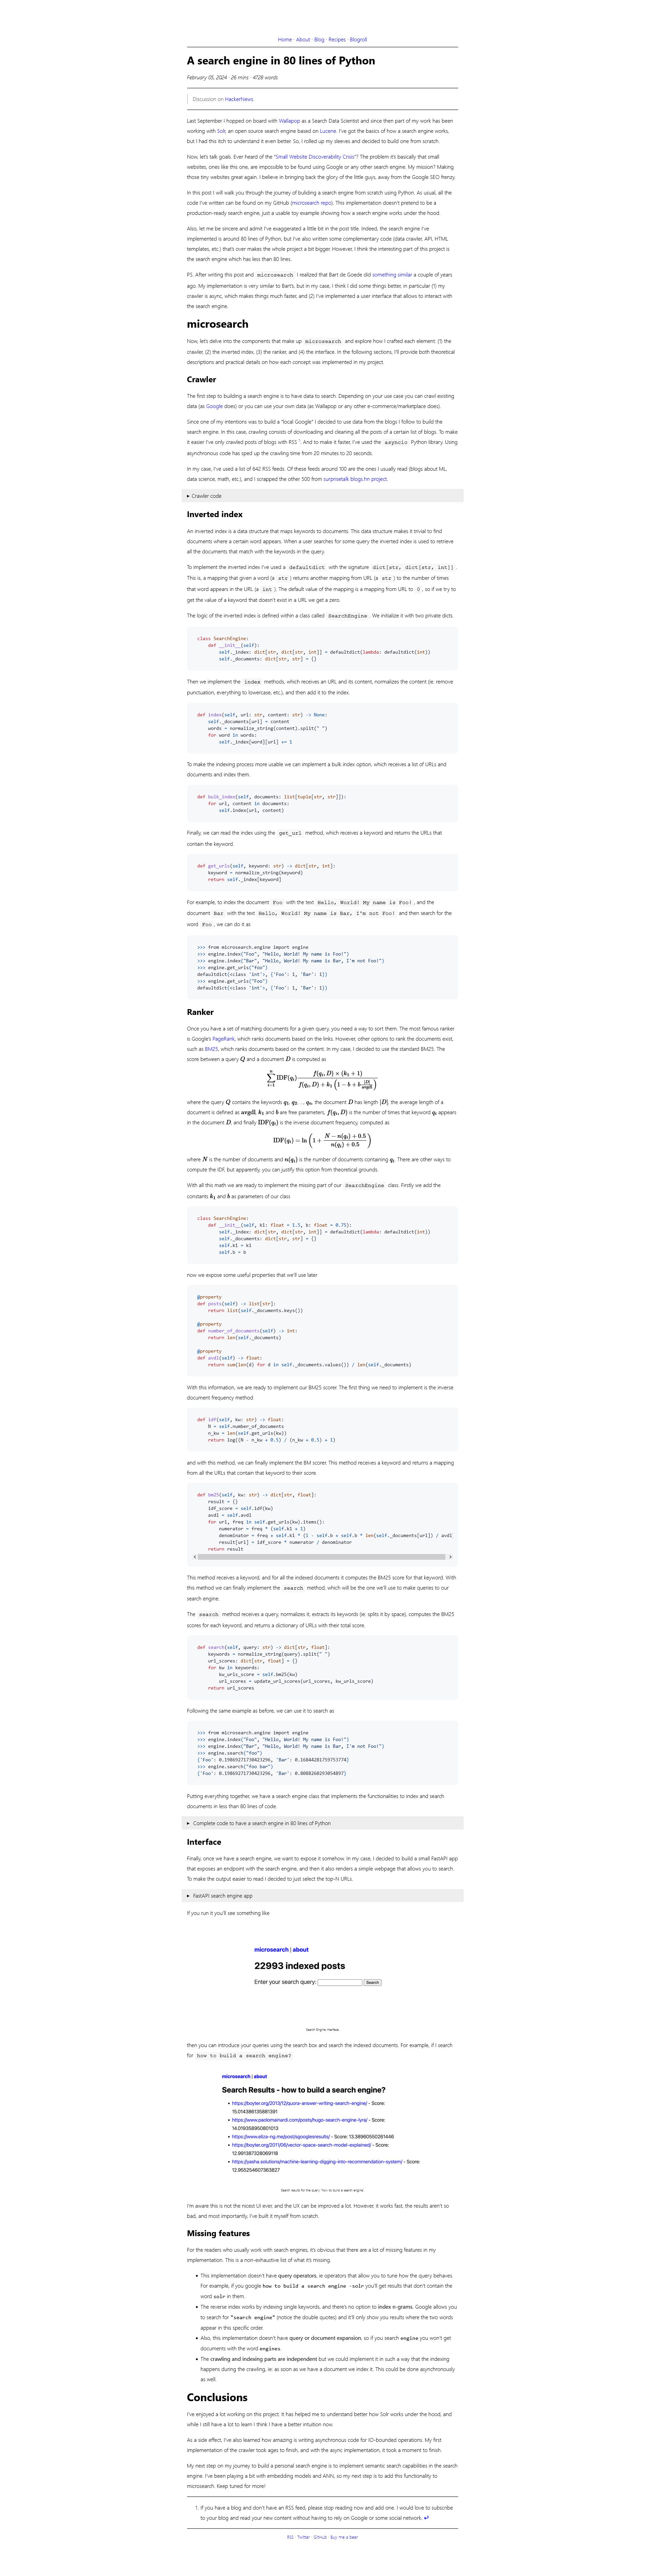 Home · About · Blog · Recipes · Blogroll
A search engine in 80 lines of Python
February 05, 2024 · 26 mins · 4728 words
Discussion on HackerNews.
Last September I hopped on board with Wallapop as a Search Data Scientist and since then part of my work has been
working with Solr, an open source search engine based on Lucene. I've got the basics of how a search engine works,
but I had this itch to understand it even better. So, I rolled up my sleeves and decided to build one from scratch.
Now, let's talk goals. Ever heard of the "Small Website Discoverability Crisis"? The problem it's basically that small
websites, ones like this one, are impossible to be found using Google or any other search engine. My mission? Making
those tiny websites great again. I believe in bringing back the glory of the little guys, away from the Google SEO frenzy.
In this post I will walk you through the journey of buildiing a search engine from scratch using Python. As usual, all the
code I've written can be found on my GitHub (microsearch repo). This implementation doesn't pretend to be a
production-ready search engine, just a usable toy example showing how a search engine works under the hood.
Also, let me be sincere and admit I've exaggerated a little bit in the post title. Indeed, the search engine I've
implemented is around 80 lines of Python, but I've also written some complementary code (data crawler, API, HTML
templates, etc.) that's over makes the whole project a bit bigger. However, I think the interesting part of this project is
the search engine which has less than 80 lines.
PS. After writing this post and microsearch I realized that Bart de Goede did something similar a couple of years
ago. My implementation is very similar to Bart's, but in my case, I think I did some things better, in particular (1) my
crawler is async, which makes things much faster, and (2) I've implemented a user interface that allows to interact with
the search engine.
microsearch
Now, let's delve into the components that make up microsearch and explore how I crafted each element: (1) the
crawler, (2) the inverted index, (3) the ranker, and (4) the interface. In the following sections, I'll provide both theoretical
descriptions and practical details on how each concept was implemented in my project.
Crawler
The first step to building a search engine is to have data to search. Depending on your use case you can crawl existing
data (as Google does) or you can use your own data (as Wallapop or any other e-commerce/marketplace does).
Since one of my intentions was to build a "local Google" I decided to use data from the blogs I follow to build the
search engine. In this case, crawling consists of downloading and cleaning all the posts of a certain list of blogs. To make
it easier I've only crawled posts of blogs with RSS 1. And to make it faster, I've used the asyncio Python library. Using
asynchronous code has sped up the crawling time from 20 minutes to 20 seconds.
In my case, I've used a list of 642 RSS feeds. Of these feeds around 100 are the ones I usually read (blogs about ML,
data science, math, etc.), and I scrapped the other 500 from surprisetalk blogs.hn project.
▸ Crawler code
Inverted index
An inverted index is a data structure that maps keywords to documents. This data structure makes it trivial to find
documents where a certain word appears. When a user searches for some query the inverted index is used to retrieve
all the documents that match with the keywords in the query.
To implement the inverted index I've used a defaultdict with the signature dict[str, dict[str, int]].
This is, a mapping that given a word (a str) returns another mapping from URL (a str) to the number of times
that word appears in the URL (a int). The default value of the mapping is a mapping from URL to 0, so if we try to
get the value of a keyword that doesn't exist in a URL we get a zero.
The logic of the inverted index is defined within a class called SearchEngine. We initialize it with two private dicts.
class SearchEngine:
def __init__(self):
self._index: dict[str, dict[str, int]] = defaultdict(lambda: defaultdict(int))
self._documents: dict[str, str] = {}
Then we implement the index methods, which receives an URL and its content, normalizes the content (ie: remove
punctuation, everything to lowercase, etc.), and then add it to the index.
def index(self, url: str, content: str) -> None:
self._documents[url] = content
words = normalize_string(content).split(" ")
for word in words:
self._index[word][url] += 1
To make the indexing process more usable we can implement a bulk index option, which receives a list of URLs and
documents and index them.
def bulk_index(self, documents: list[tuple[str, str]]):
for url, content in documents:
self.index(url, content)
Finally, we can read the index using the get_url method, which receives a keyword and returns the URLs that
contain the keyword.
def get_urls(self, keyword: str) -> dict[str, int]:
keyword = normalize_string(keyword)
return self._index[keyword]
For example, to index the document Foo with the text Hello, World! My name is Foo!, and the
document Bar with the text Hello, World! My name is Bar, I'm not Foo! and then search for the
word Foo, we can do it as
>>> from microsearch.engine import engine
>>> engine.index("Foo", "Hello, World! My name is Foo!")
>>> engine.index("Bar", "Hello, World! My name is Bar, I'm not Foo!")
>>> engine.get_urls("foo")
defaultdict(<class 'int'>, {'Foo': 1, 'Bar': 1})
>>> engine.get_urls("Foo")
defaultdict(<class 'int'>, {'Foo': 1, 'Bar': 1})
Ranker
Once you have a set of matching documents for a given query, you need a way to sort them. The most famous ranker
is Google's PageRank, which ranks documents based on the links. However, other options to rank the documents exist,
such as BM25, which ranks documents based on the content. In my case, I decided to use the standard BM25. The
score between a query Q and a document D is computed as
∑ⁿᵢ₌₁ IDF(qᵢ) f(qᵢ, D) × (k₁ + 1) / f(qᵢ, D) + k₁ (1 − b + b |D| / avgdl)
where the query Q contains the keywords q₁, q₂, ..., qₙ, the document D has length |D|, the average length of a
document is defined as avgdl, k₁ and b are free parameters, f(qᵢ, D) is the number of times that keyword qᵢ appears
in the document D, and finally IDF(qᵢ) is the inverse document frequency, computed as
IDF(qᵢ) = ln (1 + N − n(qᵢ) + 0.5 / n(qᵢ) + 0.5)
where N is the number of documents and n(qᵢ) is the number of documents containing qᵢ. There are other ways to
compute the IDF, but apparently, you can justify this option from theoretical grounds.
With all this math we are ready to implement the missing part of our SearchEngine class. Firstly we add the
constants k₁ and b as parameters of our class
class SearchEngine:
def __init__(self, k1: float = 1.5, b: float = 0.75):
self._index: dict[str, dict[str, int]] = defaultdict(lambda: defaultdict(int))
self._documents: dict[str, str] = {}
self.k1 = k1
self.b = b
now we expose some useful properties that we'll use later
@property
def posts(self) -> list[str]:
return list(self._documents.keys())
@property
def number_of_documents(self) -> int:
return len(self._documents)
@property
def avdl(self) -> float:
return sum(len(d) for d in self._documents.values()) / len(self._documents)
With this information, we are ready to implement our BM25 scorer. The first thing we need to implement is the inverse
document frequency method
def idf(self, kw: str) -> float:
N = self.number_of_documents
n_kw = len(self.get_urls(kw))
return log((N - n_kw + 0.5) / (n_kw + 0.5) + 1)
and with this method, we can finally implement the BM scorer. This method receives a keyword and returns a mapping
from all the URLs that contain that keyword to their score.
def bm25(self, kw: str) -> dict[str, float]:
result = {}
idf_score = self.idf(kw)
avdl = self.avdl
for url, freq in self.get_urls(kw).items():
numerator = freq * (self.k1 + 1)
denominator = freq + self.k1 * (1 - self.b + self.b * len(self._documents[url]) / avdl
result[url] = idf_score * numerator / denominator
return result
This method receives a keyword, and for all the indexed documents it computes the BM25 score for that keyword. With
this method we can finally implement the search method, which will be the one we'll use to make queries to our
search engine.
The search method receives a query, normalizes it, extracts its keywords (ie: splits it by space), computes the BM25
scores for each keyword, and returns a dictionary of URLs with their total score.
def search(self, query: str) -> dict[str, float]:
keywords = normalize_string(query).split(" ")
url_scores: dict[str, float] = {}
for kw in keywords:
kw_urls_score = self.bm25(kw)
url_scores = update_url_scores(url_scores, kw_urls_score)
return url_scores
Following the same example as before, we can use it to search as
>>> from microsearch.engine import engine
>>> engine.index("Foo", "Hello, World! My name is Foo!")
>>> engine.index("Bar", "Hello, World! My name is Bar, I'm not Foo!")
>>> engine.search("foo")
{'Foo': 0.19869271730423296, 'Bar': 0.16844281759753774}
>>> engine.search("foo bar")
{'Foo': 0.19869271730423296, 'Bar': 0.8088260293054897}
Putting everything together, we have a search engine class that implements the functionalities to index and search
documents in less than 80 lines of code.
▸ Complete code to have a search engine in 80 lines of Python
Interface
Finally, once we have a search engine, we want to expose it somehow. In my case, I decided to build a small FastAPI app
that exposes an endpoint with the search engine, and then it also renders a simple webpage that allows you to search.
To make the output easier to read I decided to just select the top-N URLs.
▸ FastAPI search engine app
If you run it you'll see something like
microsearch | about
22993 indexed posts
Enter your search query: Search
Search Engine interface.
then you can introduce your queries using the search box and search the indexed documents. For example, if I search
for how to build a search engine?
microsearch | about
Search Results - how to build a search engine?
• https://boyter.org/2013/12/quora-answer-writing-search-engine/ - Score:
15.014386135881391
• https://www.paolomainardi.com/posts/hugo-search-engine-lyra/ - Score:
14.019358950801013
• https://www.eliza-ng.me/post/sgooglesresults/ - Score: 13.38960550261446
• https://boyter.org/2011/06/vector-space-search-model-explained/ - Score:
12.991387328069118
• https://yasha.solutions/machine-learning-digging-into-recommendation-system/ - Score:
12.955254607363827
Search results for the query "how to build a search engine".
I'm aware this is not the nicest UI ever, and the UX can be improved a lot. However, it works fast, the results aren't so
bad, and most importantly, I've built it myself from scratch.
Missing features
For the readers who usually work with search engines, it's obvious that there are a lot of missing features in my
implementation. This is a non-exhaustive list of what it's missing.
• This implementation doesn't have query operators, ie operators that allow you to tune how the query behaves.
For example, if you google how to build a search engine -solr you'll get results that don't contain the
word solr in them.
• The reverse index works by indexing single keywords, and there's no option to index n-grams. Google allows you
to search for "search engine" (notice the double quotes) and it'll only show you results where the two words
appear in this specific order.
• Also, this implementation doesn't have query or document expansion, so if you search engine you won't get
documents with the word engines.
• The crawling and indexing parts are independent but we could implement it in such a way that the indexing
happens during the crawling, ie: as soon as we have a document we index it. This could be done asynchronously
as well.
Conclusions
I've enjoyed a lot working on this project. It has helped me to understand better how Solr works under the hood, and
while I still have a lot to learn I think I have a better intuition now.
As a side effect, I've also learned how amazing is writing asynchronous code for IO-bounded operations. My first
implementation of the crawler took ages to finish, and with the async implementation, it took a moment to finish.
My next step on my journey to build a personal search engine is to implement semantic search capabilities in the search
engine. I've been playing a bit with embedding models and ANN, so my next step is to add this functionality to
microsearch. Keep tuned for more!
1. If you have a blog and don't have an RSS feed, please stop reading now and add one. I would love to subscribe
to your blog and read your new content without having to rely on Google or some social network. ↩
RSS · Twitter · GitHub · Buy me a beer